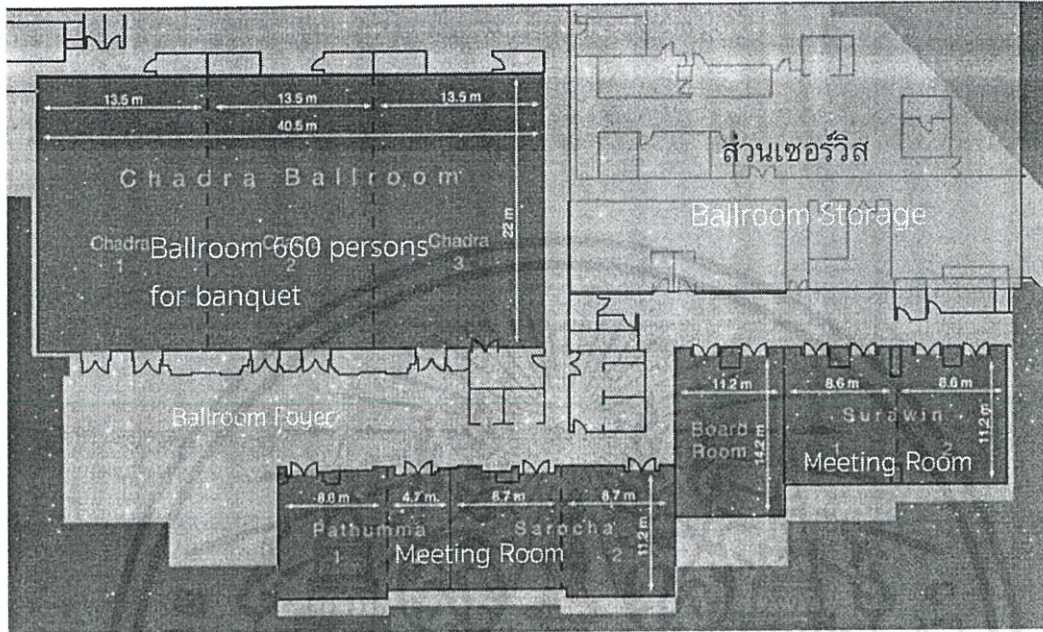 13.5 m 13.5 m 13.5 m
40.5 m
Chadra Ballroom
22 m
ส่วนเซอร์วิส
Ballroom Storage
Chadra 1
2
Chadra 3
Ballroom 660 persons
for banquet
Ballroom Foyer
11.2 m 8.6 m 8.6 m
Board Room
14.2 m
Surawin
1 2
11.2 m
Meeting Room
4.7 m 8.7 m 8.7 m
Pathumma Sarocha
1 2
11.2 m
Meeting Room